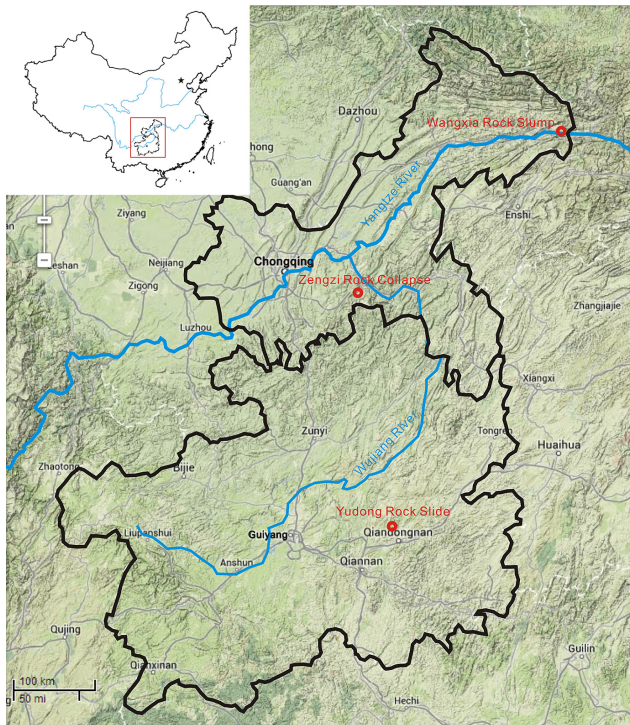 Dazhou
Wangxia Rock Slump
hong
Guang'an
Yangtze River
Ziyang
Enshi
Chongqing
Neijiang
Leshan
Zengzi Rock Collapse
Zigong
Zhangjiajie
Luzhou
Xiangxi
Zunyi
Tongren
Huaihua
Wujiang River
Zhaotong
Bijie
Yudong Rock Slide
Liupanshui
Guiyang
Qiandongnan
Anshun
Qiannan
Qujing
Guilin
Qianxinan
100 km
50 mi
Hechi